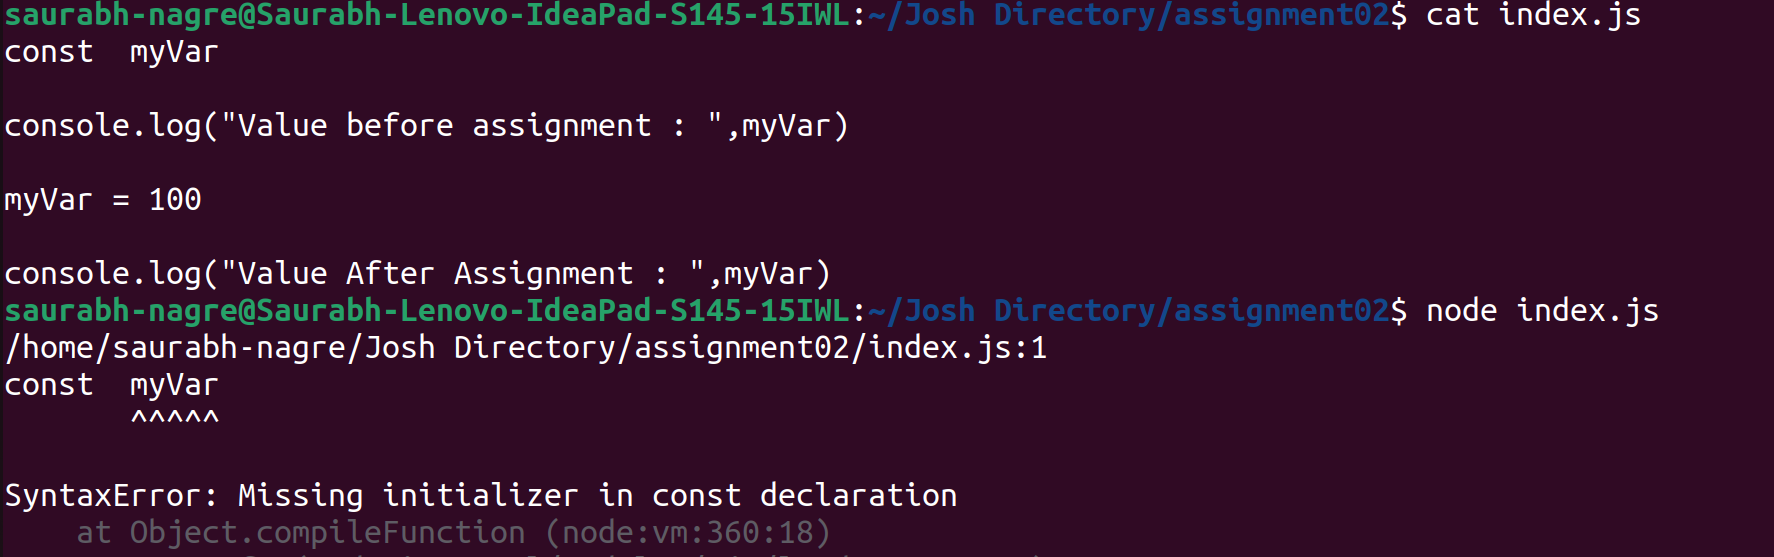 saurabh-nagre@Saurabh-Lenovo-IdeaPad-S145-15IWL:~/Josh Directory/assignment02$ cat index.js
const  myVar
console.log("Value before assignment : ",myVar)
myVar = 100
console.log("Value After Assignment : ",myVar)
saurabh-nagre@Saurabh-Lenovo-IdeaPad-S145-15IWL:~/Josh Directory/assignment02$ node index.js
/home/saurabh-nagre/Josh Directory/assignment02/index.js:1
const  myVar
       ^^^^^
SyntaxError: Missing initializer in const declaration
    at Object.compileFunction (node:vm:360:18)